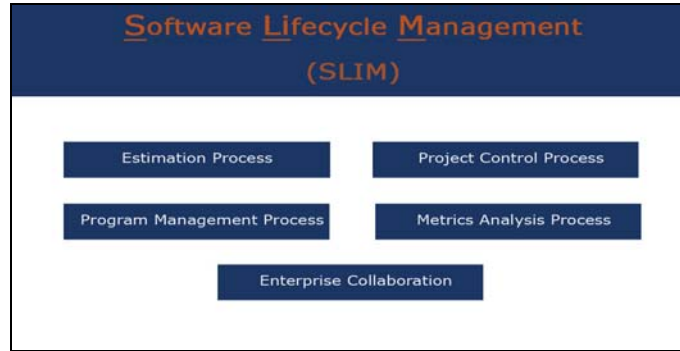 Software Lifecycle Management
(SLIM)
Estimation Process
Project Control Process
Program Management Process
Metrics Analysis Process
Enterprise Collaboration